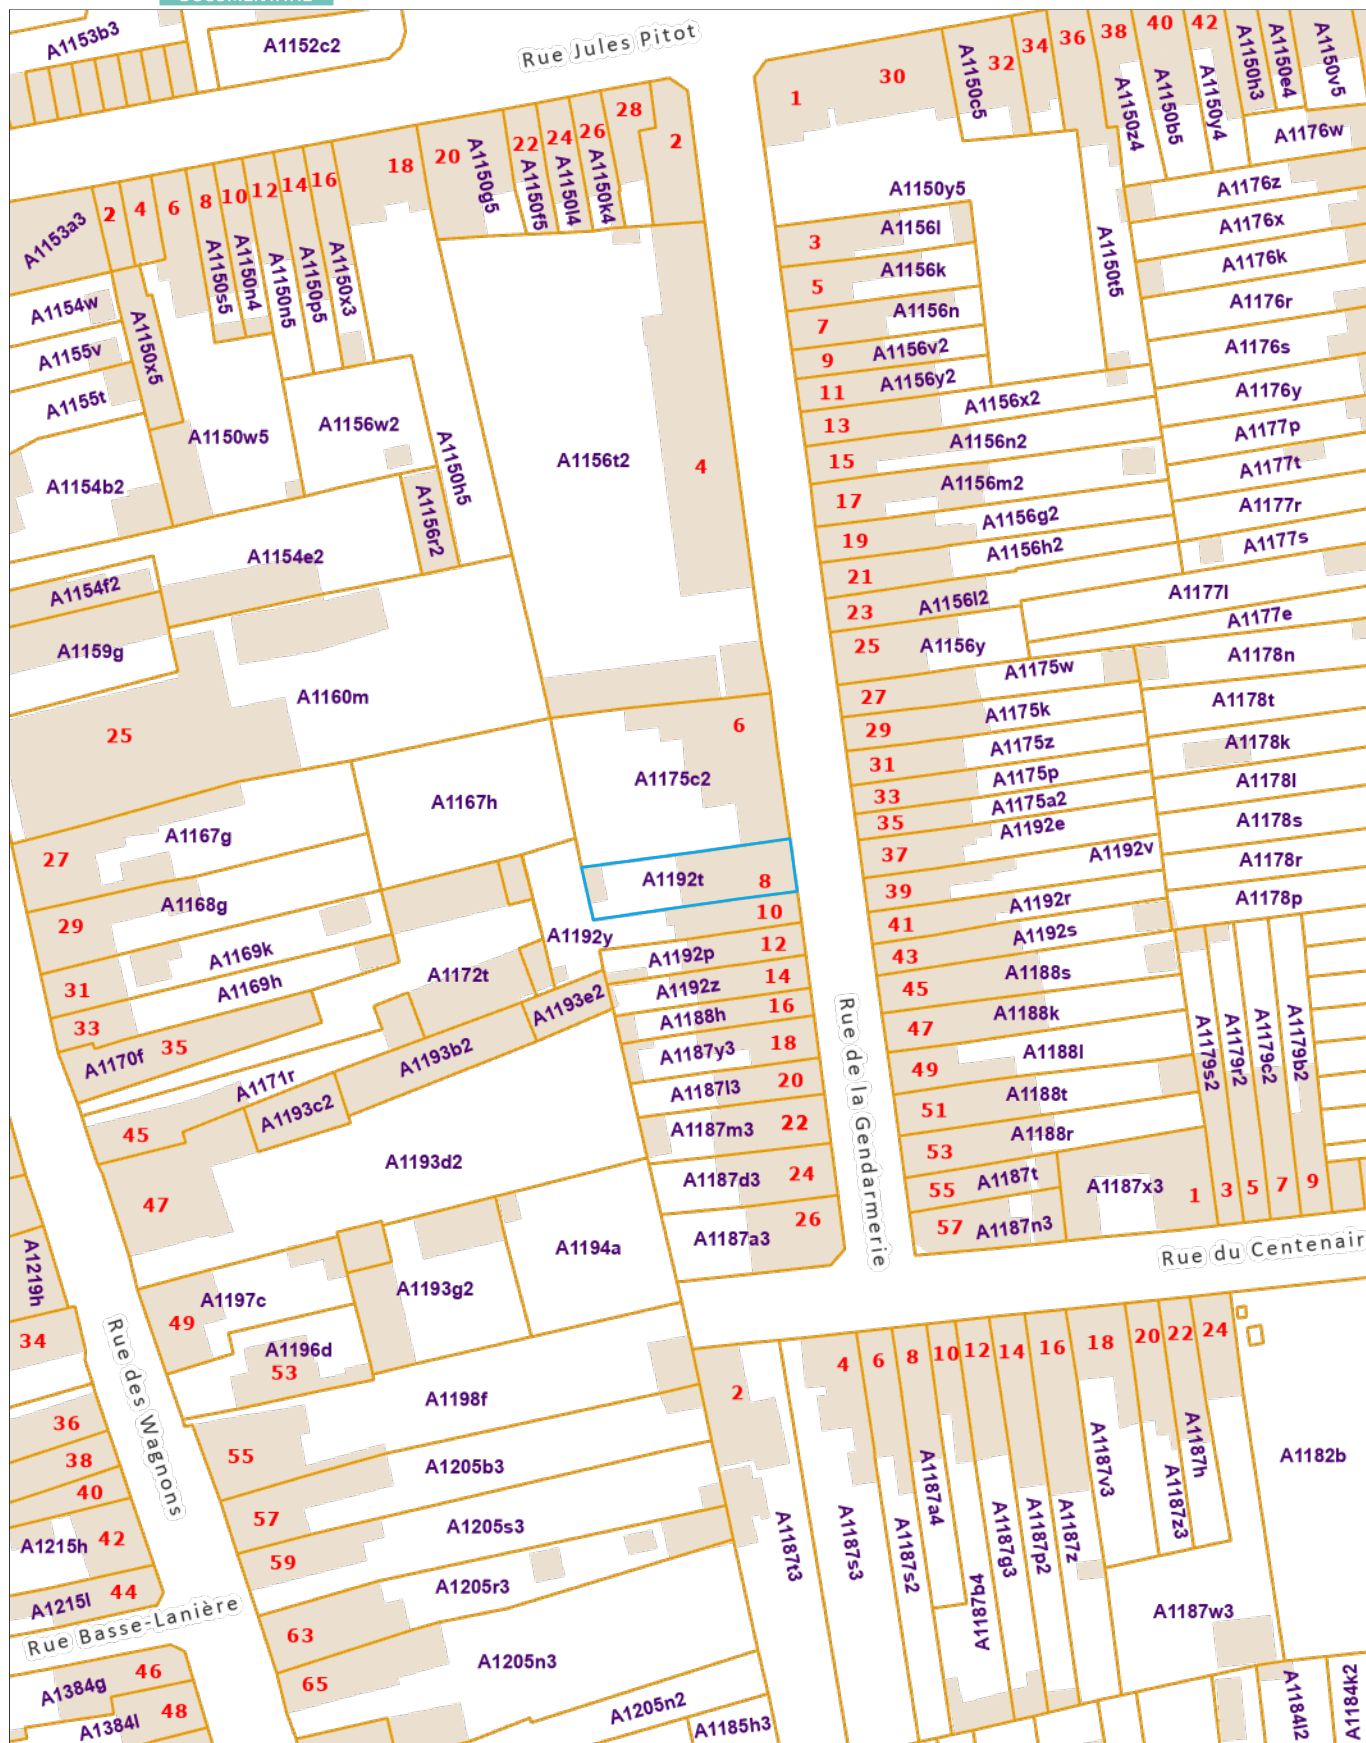 A1153b3
A1152c2
Rue Jules Pitot
1
30
A1150c5
32
34
36
38
40
42
A1150h3
A1150e4
A1150v5
A1150z4
A1150b5
A1150y4
A1176w
A1153a3
2
4
6
8
10
12
14
16
18
20
A1150g5
22
24
26
28
2
A1150f5
A1150l4
A1150k4
A1150s5
A1150n4
A1150n5
A1150p5
A1150x3
A1150y5
A1176z
A1176x
A1176k
A1176r
A1176s
A1176y
A1177p
A1177t
A1177r
A1177s
A1177l
A1177e
A1150t5
3
A1156l
5
A1156k
7
A1156n
9
A1156v2
11
A1156y2
13
A1156x2
15
A1156n2
17
A1156m2
19
A1156g2
21
A1156h2
23
A1156l2
25
A1156y
A1154w
A1155v
A1155t
A1150x5
A1154b2
A1150w5
A1156w2
A1150h5
A1156t2
4
A1156r2
A1154e2
A1154f2
A1159g
A1160m
25
27
A1175w
29
A1175k
31
A1175z
33
A1175p
35
A1175a2
37
A1192e
39
A1192v
41
A1192r
43
A1192s
45
A1188s
47
A1188k
49
A1188l
51
A1188t
53
A1188r
55
A1187t
57
A1187n3
A1178n
A1178t
A1178k
A1178l
A1178s
A1178r
A1178p
6
A1175c2
A1167h
A1167g
27
A1168g
29
A1169k
31
A1169h
33
A1170f
35
A1171r
A1172t
A1192t
8
10
A1192y
A1192p
12
A1192z
14
A1188h
16
A1187y3
18
A1187l3
20
A1187m3
22
A1187d3
24
A1187a3
26
A1193e2
A1193b2
A1193c2
45
47
A1193d2
A1194a
A1193g2
A1197c
49
A1196d
53
Rue de la Gendarmerie
A1179s2
A1179r2
A1179c2
A1179b2
A1187x3
1
3
5
7
9
Rue du Centenair
A1219h
34
36
38
40
42
A1215h
44
A1215l
Rue des Wagnons
Rue Basse-Lanière
46
A1384g
48
A1384l
A1198f
55
A1205b3
57
A1205s3
59
A1205r3
63
A1205n3
65
A1205n2
A1185h3
2
4
6
8
10
12
14
16
18
20
22
24
A1187t3
A1187s3
A1187s2
A1187a4
A1187b4
A1187g3
A1187p2
A1187z
A1187v3
A1187z3
A1187h
A1182b
A1187w3
A1184l2
A1184k2